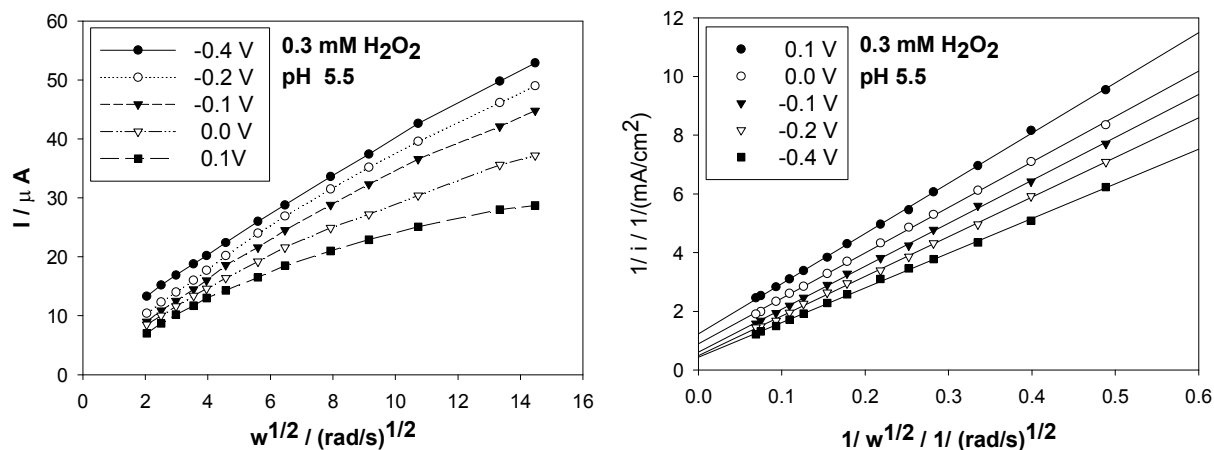 60
50
40
30
20
10
0
I / μ A
-0.4 V
-0.2 V
-0.1 V
0.0 V
0.1V
0.3 mM H₂O₂
pH 5.5
0 2 4 6 8 10 12 14 16
w^1/2 / (rad/s)^1/2
12
10
8
6
4
2
0
1/ i / 1/(mA/cm²)
0.1 V
0.0 V
-0.1 V
-0.2 V
-0.4 V
0.3 mM H₂O₂
pH 5.5
0.0 0.1 0.2 0.3 0.4 0.5 0.6
1/ w^1/2 / 1/ (rad/s)^1/2